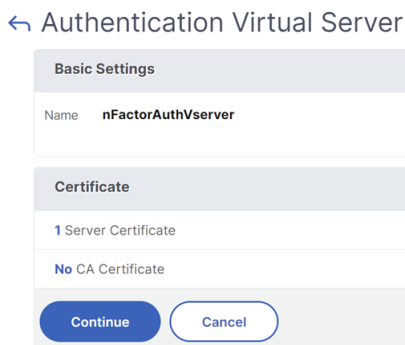 Authentication Virtual Server
Basic Settings
Name nFactorAuthVserver
Certificate
1 Server Certificate
No CA Certificate
Continue Cancel